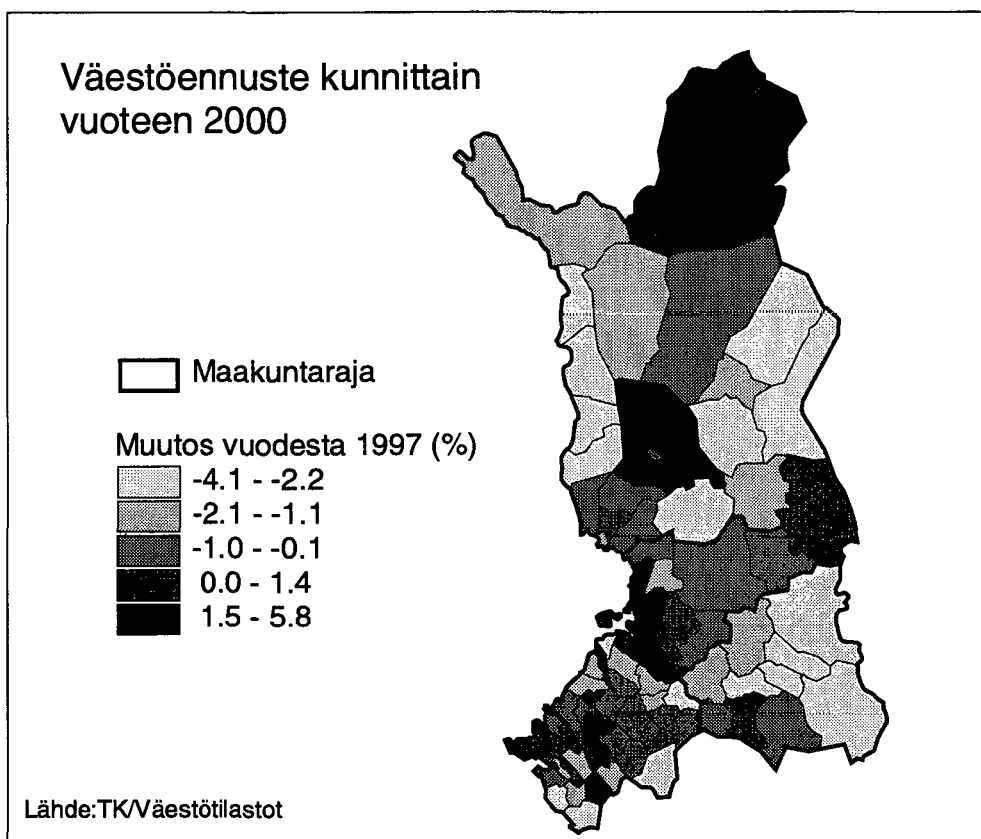 Väestöennuste kunnittain
vuoteen 2000
Maakuntaraja
Muutos vuodesta 1997 (%)
-4.1 - -2.2
-2.1 - -1.1
-1.0 - -0.1
0.0 - 1.4
1.5 - 5.8
Lähde:TK/Väestötilastot